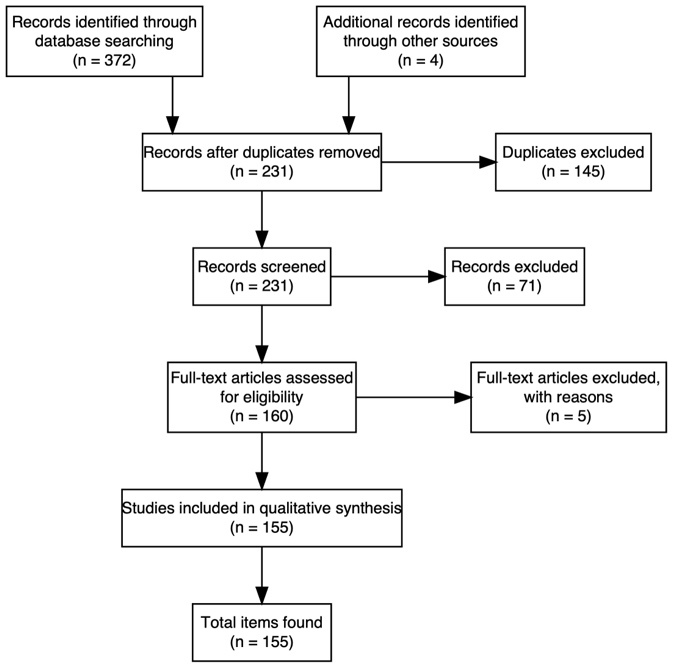 Records identified through
database searching
(n = 372)
Additional records identified
through other sources
(n = 4)
Records after duplicates removed
(n = 231)
Duplicates excluded
(n = 145)
Records screened
(n = 231)
Records excluded
(n = 71)
Full-text articles assessed
for eligibility
(n = 160)
Full-text articles excluded,
with reasons
(n = 5)
Studies included in qualitative synthesis
(n = 155)
Total items found
(n = 155)